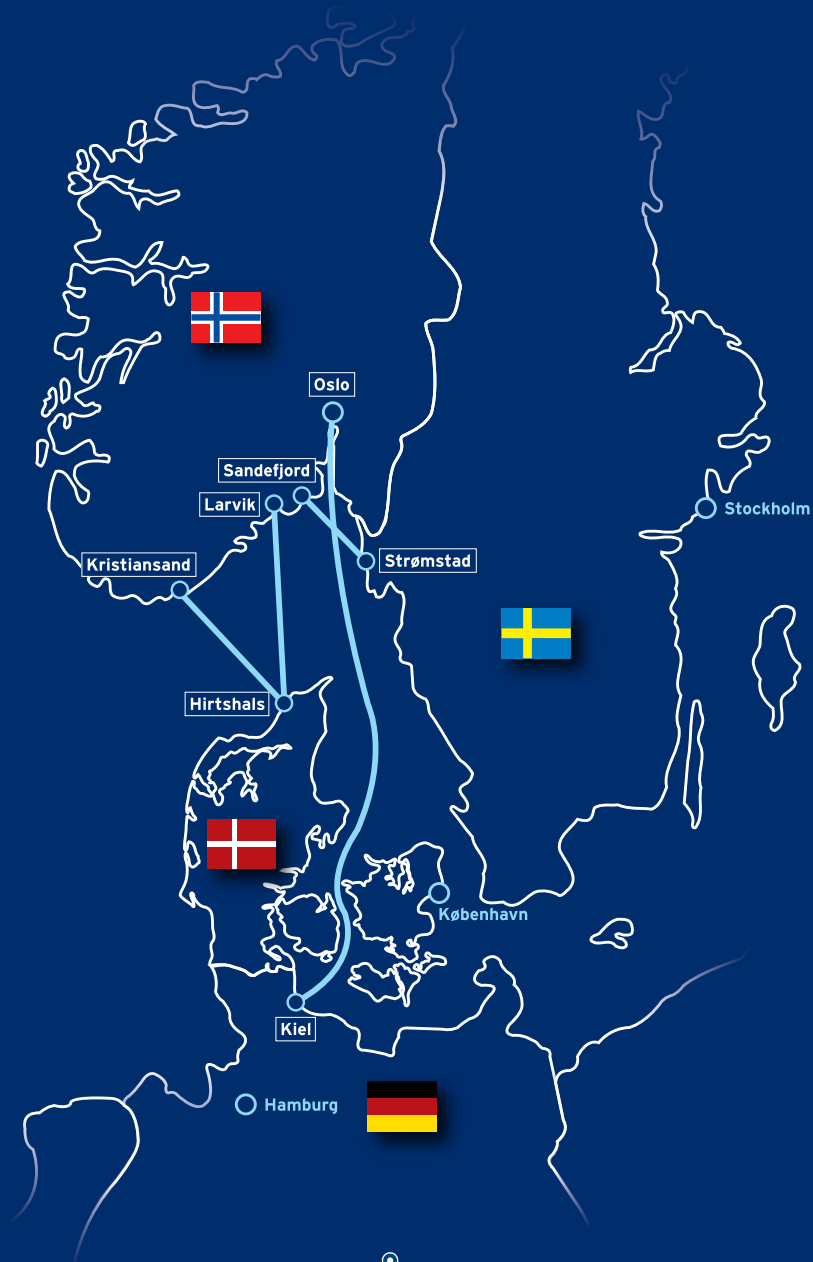 Oslo
Sandefjord
Larvik
Stockholm
Kristiansand
Strømstad
Hirtshals
København
Kiel
Hamburg